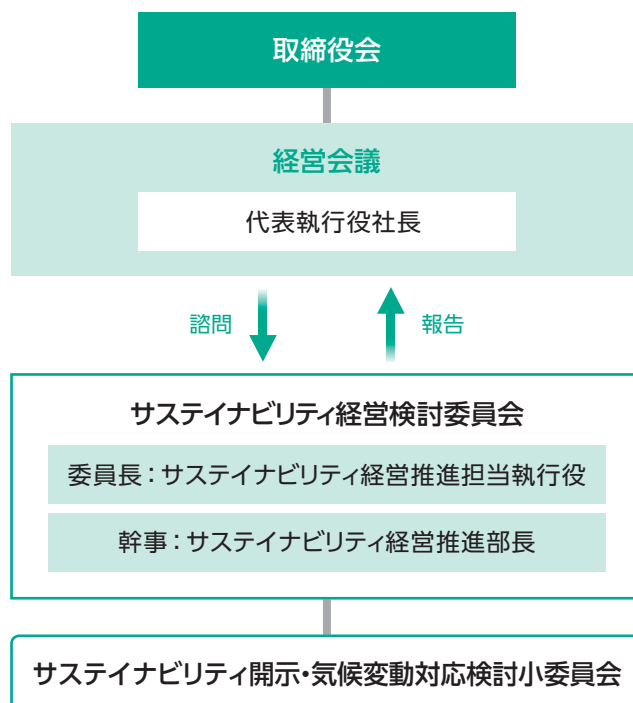 取締役会
経営会議
代表執行役社長
諮問
報告
サステイナビリティ経営検討委員会
委員長：サステイナビリティ経営推進担当執行役
幹事：サステイナビリティ経営推進部長
サステイナビリティ開示・気候変動対応検討小委員会